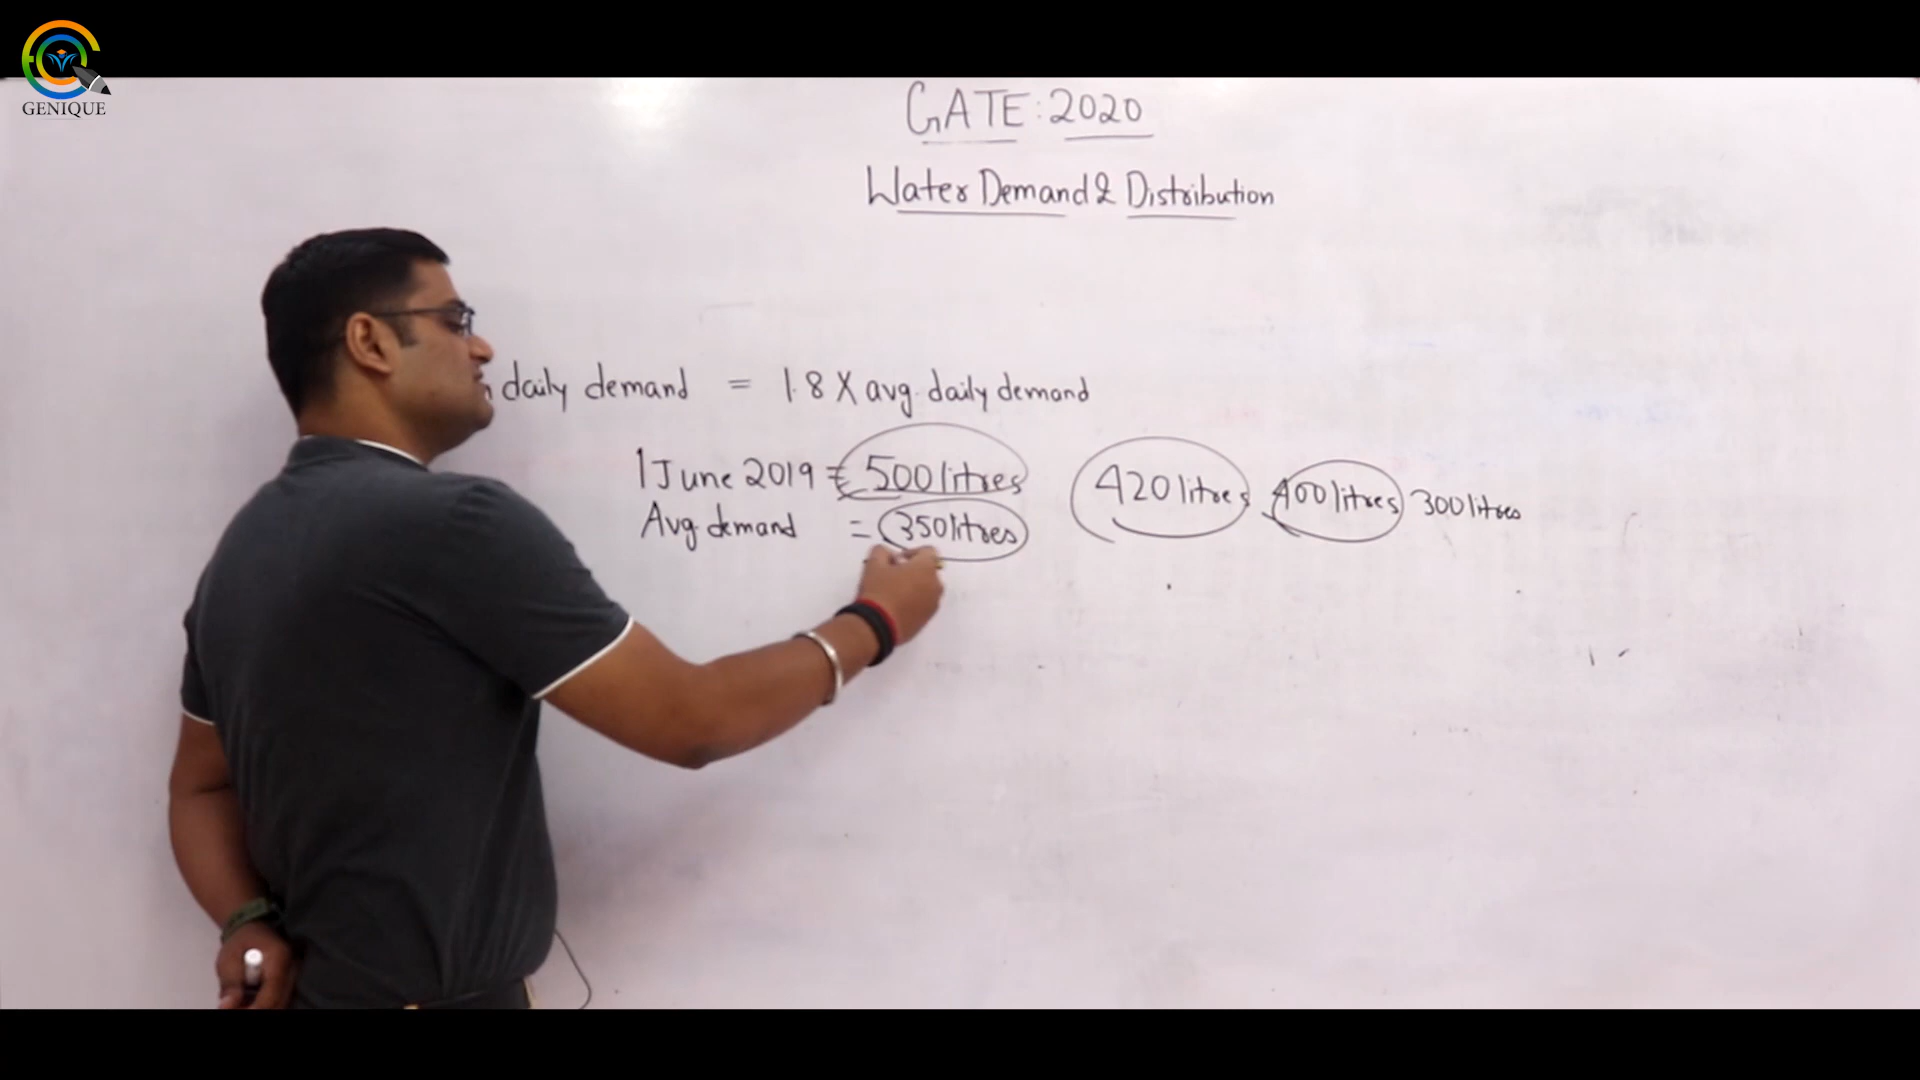 GENIQUE
GATE: 2020
Water Demand & Distribution
daily demand = 1.8 X avg. daily demand
1 June 2019 = 500 litres 420 litres 400 litres 300 litres
Avg. demand = 350 litres